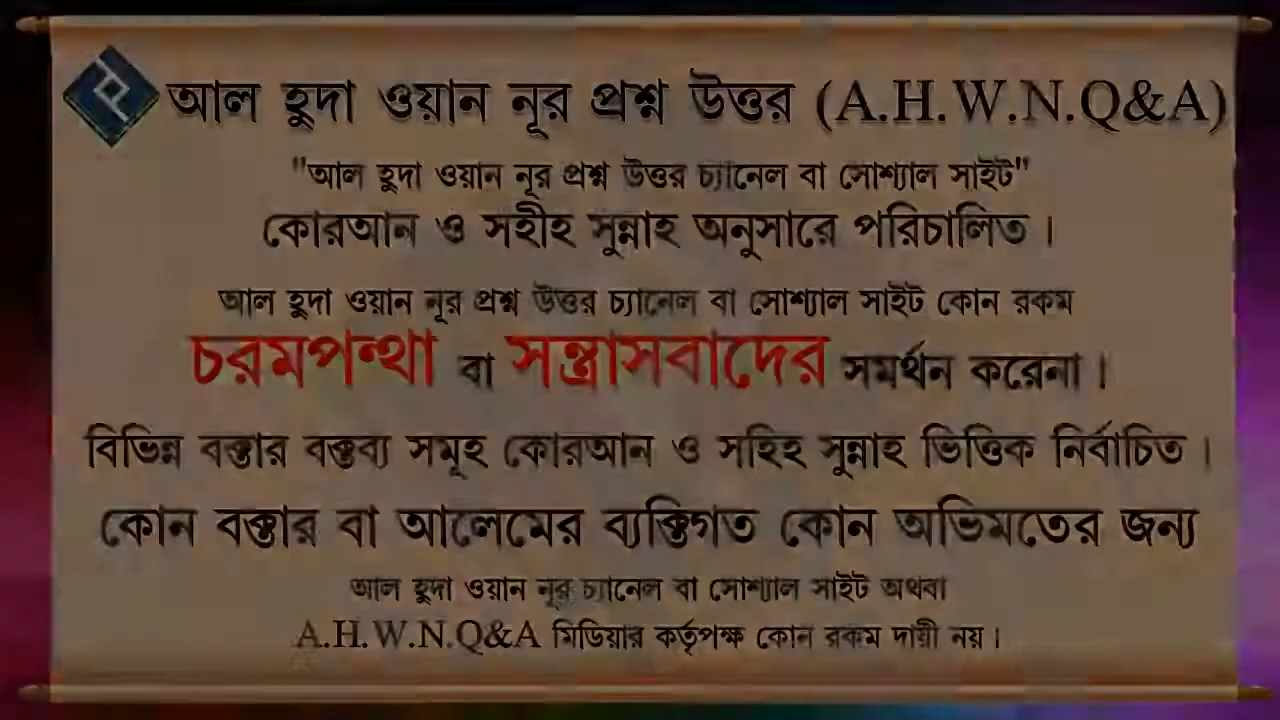 আল হুদা ওয়ান নূর প্রশ্ন উত্তর (A.H.W.N.Q&A)
"আল হুদা ওয়ান নূর প্রশ্ন উত্তর চ্যানেল বা সোশ্যাল সাইট"
কোরআন ও সহীহ সুন্নাহ অনুসারে পরিচালিত ।
আল হুদা ওয়ান নূর প্রশ্ন উত্তর চ্যানেল বা সোশ্যাল সাইট কোন রকম
চরমপন্থা বা সন্ত্রাসবাদের সমর্থন করেনা ।
বিভিন্ন বক্তার বক্তব্য সমূহ কোরআন ও সহিহ সুন্নাহ ভিত্তিক নির্বাচিত ।
কোন বক্তার বা আলেমের ব্যক্তিগত কোন অভিমতের জন্য
আল হুদা ওয়ান নূর চ্যানেল বা সোশ্যাল সাইট অথবা
A.H.W.N.Q&A মিডিয়ার কর্তৃপক্ষ কোন রকম দায়ী নয় ।